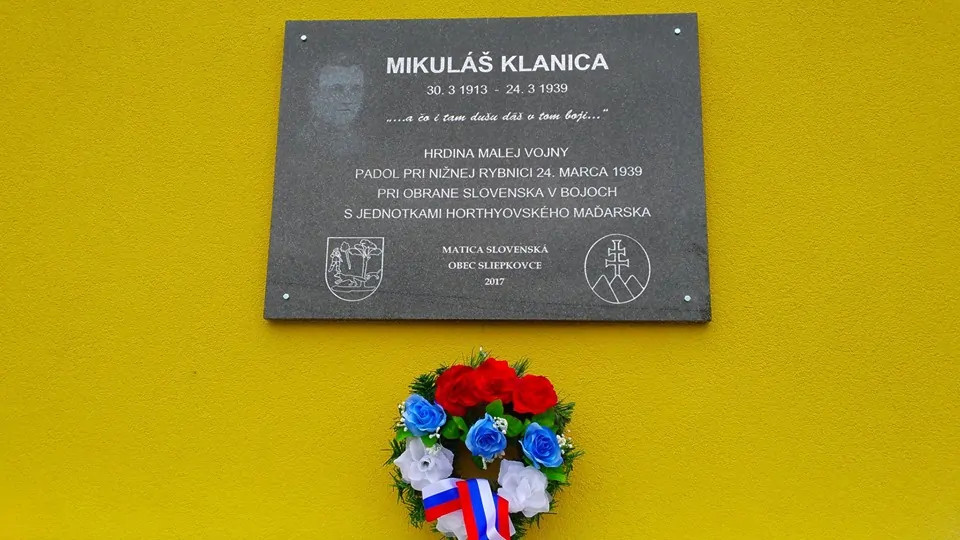 MIKULÁŠ KLANICA
30. 3 1913 - 24. 3 1939
„...a čo i tam dušu dáš v tom boji..."
HRDINA MALEJ VOJNY
PADOL PRI NIŽNEJ RYBNICI 24. MARCA 1939
PRI OBRANE SLOVENSKA V BOJOCH
S JEDNOTKAMI HORTHYOVSKÉHO MAĎARSKA
MATICA SLOVENSKÁ
OBEC SLIEPKOVCE
2017